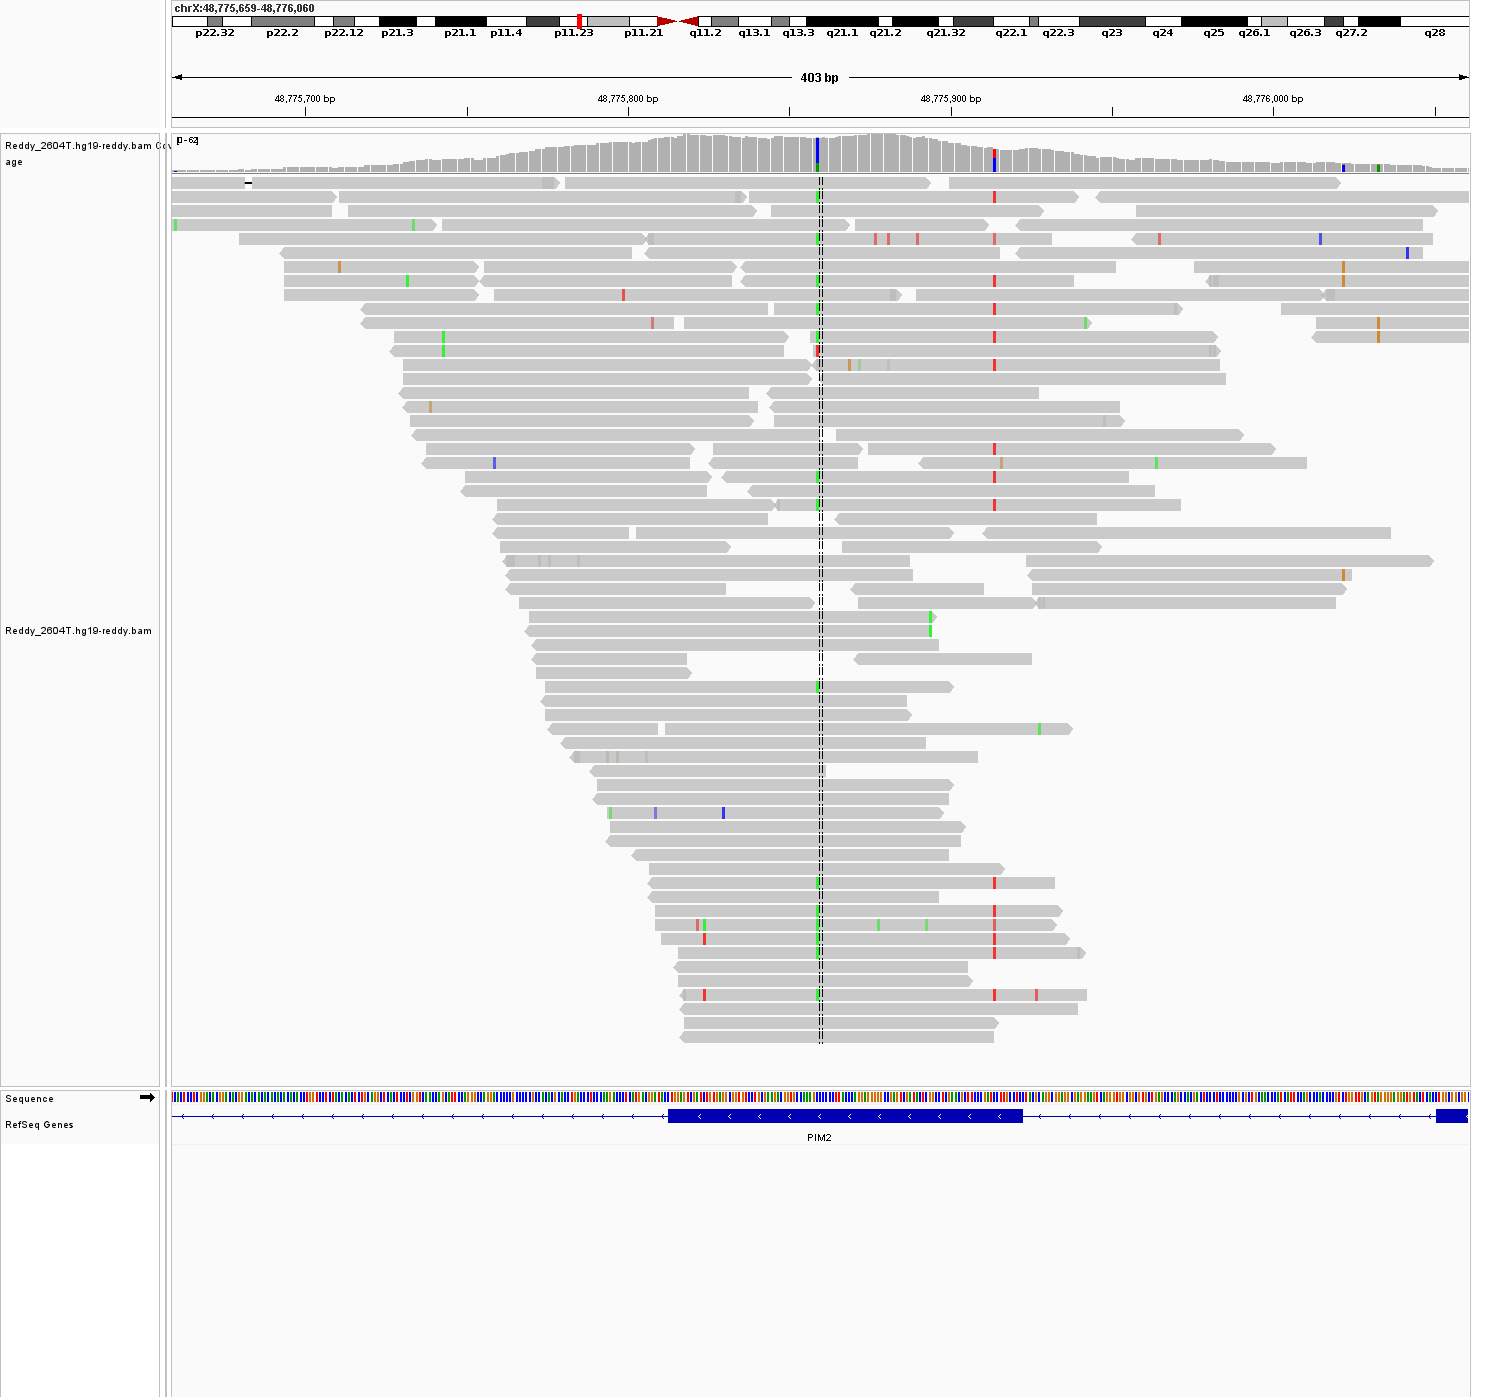 chrX:48,775,659-48,776,060
p22.32 p22.2 p22.12 p21.3 p21.1 p11.4 p11.23 p11.21 q11.2 q13.1 q13.3 q21.1 q21.2 q21.32 q22.1 q22.3 q23 q24 q25 q26.1 q26.3 q27.2 q28
403 bp
48,775,700 bp 48,775,800 bp 48,775,900 bp 48,776,000 bp
[0-62]
Reddy_2604T.hg19-reddy.bam Cov
age
Reddy_2604T.hg19-reddy.bam
Sequence
RefSeq Genes
PIM2